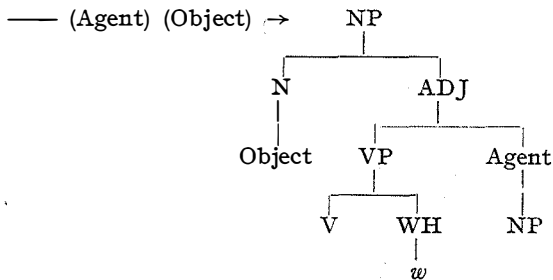 —— (Agent) (Object) → NP
N ADJ
Object VP Agent
V WH NP
w